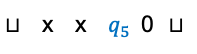 ⊔ x x q₅ 0 ⊔